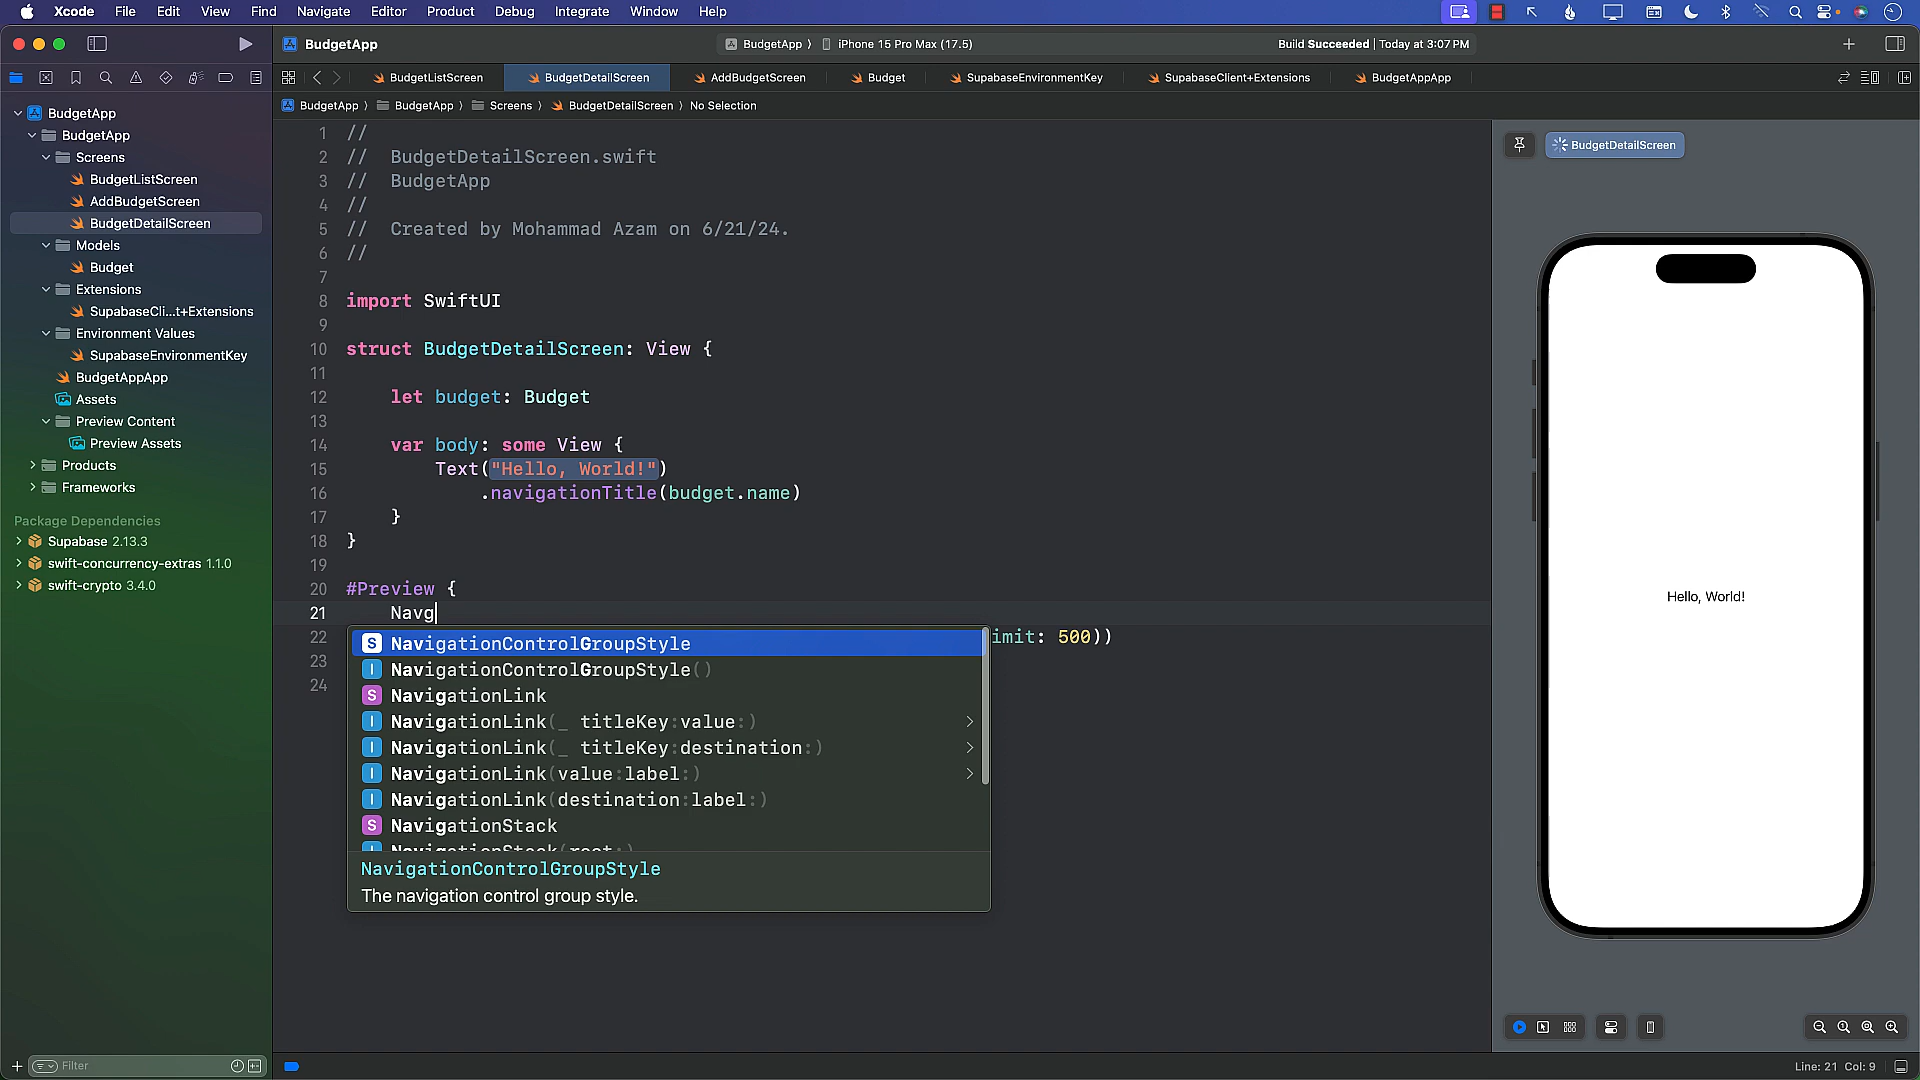 Xcode File Edit View Find Navigate Editor Product Debug Integrate Window Help
BudgetApp
BudgetApp ⟩ iPhone 15 Pro Max (17.5)
Build Succeeded | Today at 3:07 PM
BudgetListScreen BudgetDetailScreen AddBudgetScreen Budget SupabaseEnvironmentKey SupabaseClient+Extensions BudgetAppApp
BudgetApp ⟩ BudgetApp ⟩ Screens ⟩ BudgetDetailScreen ⟩ No Selection
BudgetApp
BudgetApp
Screens
BudgetListScreen
AddBudgetScreen
BudgetDetailScreen
Models
Budget
Extensions
SupabaseCli...t+Extensions
Environment Values
SupabaseEnvironmentKey
BudgetAppApp
Assets
Preview Content
Preview Assets
Products
Frameworks
Package Dependencies
Supabase 2.13.3
swift-concurrency-extras 1.1.0
swift-crypto 3.4.0
Filter
1 //
2 //  BudgetDetailScreen.swift
3 //  BudgetApp
4 //
5 //  Created by Mohammad Azam on 6/21/24.
6 //
7
8 import SwiftUI
9
10 struct BudgetDetailScreen: View {
11
12     let budget: Budget
13
14     var body: some View {
15         Text("Hello, World!")
16             .navigationTitle(budget.name)
17     }
18 }
19
20 #Preview {
21     Navg
22 imit: 500))
23
24
S NavigationControlGroupStyle
I NavigationControlGroupStyle()
S NavigationLink
I NavigationLink(_ titleKey:value:)
I NavigationLink(_ titleKey:destination:)
I NavigationLink(value:label:)
I NavigationLink(destination:label:)
S NavigationStack
I NavigationStack(root:)
NavigationControlGroupStyle
The navigation control group style.
BudgetDetailScreen
Hello, World!
Line: 21 Col: 9